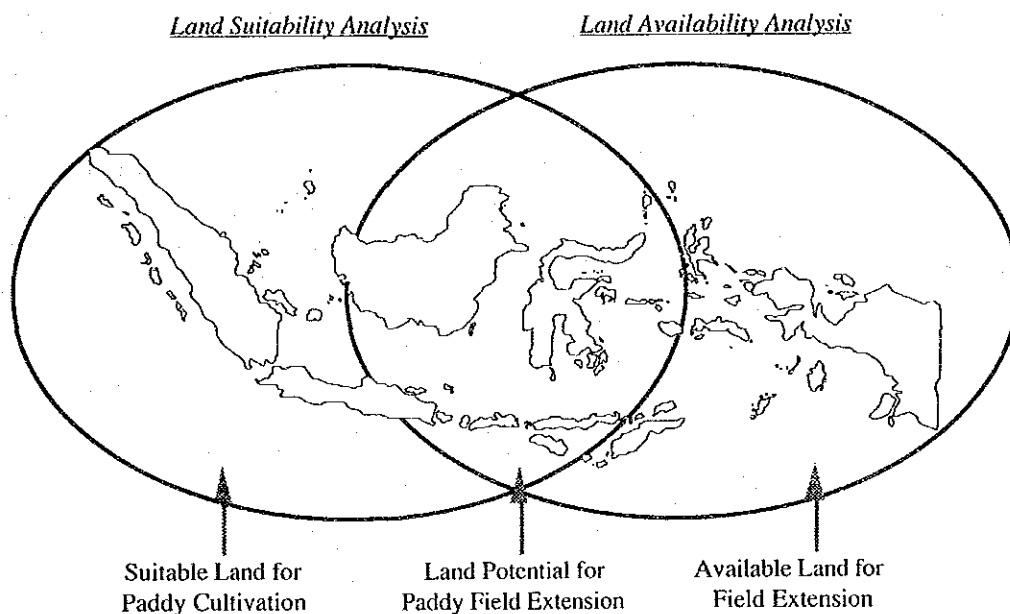 Land Suitability Analysis
Land Availability Analysis
Suitable Land for
Paddy Cultivation
Land Potential for
Paddy Field Extension
Available Land for
Field Extension